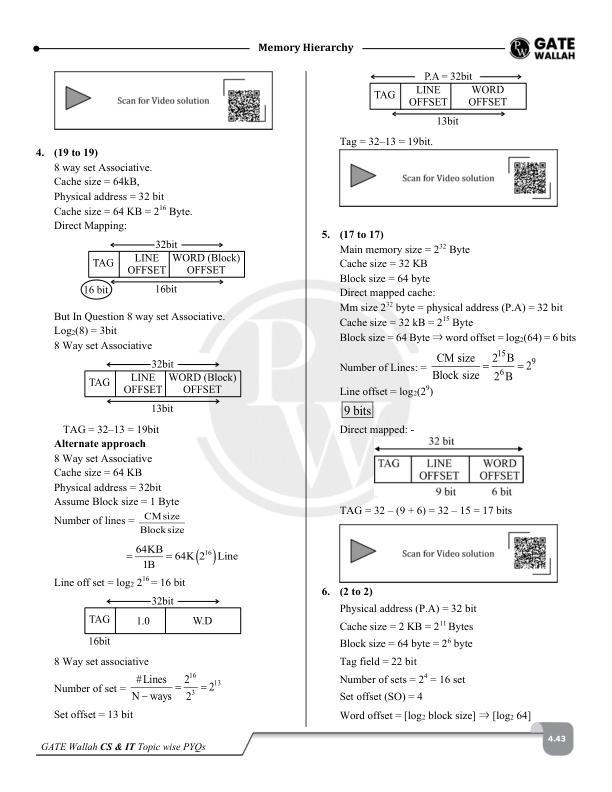 Memory Hierarchy
GATE
WALLAH
Scan for Video solution
4. (19 to 19)
8 way set Associative.
Cache size = 64kB,
Physical address = 32 bit
Cache size = 64 KB = 2^16 Byte.
Direct Mapping:
32bit
TAG LINE OFFSET WORD (Block) OFFSET
16 bit 16bit
But In Question 8 way set Associative.
Log2(8) = 3bit
8 Way set Associative
32bit
TAG LINE OFFSET WORD (Block) OFFSET
13bit
TAG = 32–13 = 19bit
Alternate approach
8 Way set Associative
Cache size = 64 KB
Physical address = 32bit
Assume Block size = 1 Byte
Number of lines = CM size / Block size
= 64KB / 1B = 64K(2^16) Line
Line off set = log2 2^16 = 16 bit
32bit
TAG 1.0 W.D
16bit
8 Way set associative
Number of set = #Lines / N – ways = 2^16 / 2^3 = 2^13
Set offset = 13 bit
P.A = 32bit
TAG LINE OFFSET WORD OFFSET
13bit
Tag = 32–13 = 19bit.
Scan for Video solution
5. (17 to 17)
Main memory size = 2^32 Byte
Cache size = 32 KB
Block size = 64 byte
Direct mapped cache:
Mm size 2^32 byte = physical address (P.A) = 32 bit
Cache size = 32 kB = 2^15 Byte
Block size = 64 Byte ⇒ word offset = log2(64) = 6 bits
Number of Lines: = CM size / Block size = 2^15 B / 2^6 B = 2^9
Line offset = log2(2^9)
9 bits
Direct mapped: -
32 bit
TAG LINE OFFSET WORD OFFSET
9 bit 6 bit
TAG = 32 – (9 + 6) = 32 – 15 = 17 bits
Scan for Video solution
6. (2 to 2)
Physical address (P.A) = 32 bit
Cache size = 2 KB = 2^11 Bytes
Block size = 64 byte = 2^6 byte
Tag field = 22 bit
Number of sets = 2^4 = 16 set
Set offset (SO) = 4
Word offset = [log2 block size] ⇒ [log2 64]
GATE Wallah CS & IT Topic wise PYQs
4.43